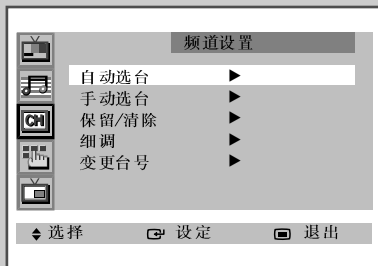 频道设置
自动选台 ▶
手动选台 ▶
CH 保留/清除 ▶
细调 ▶
变更台号 ▶
选择 设定 退出